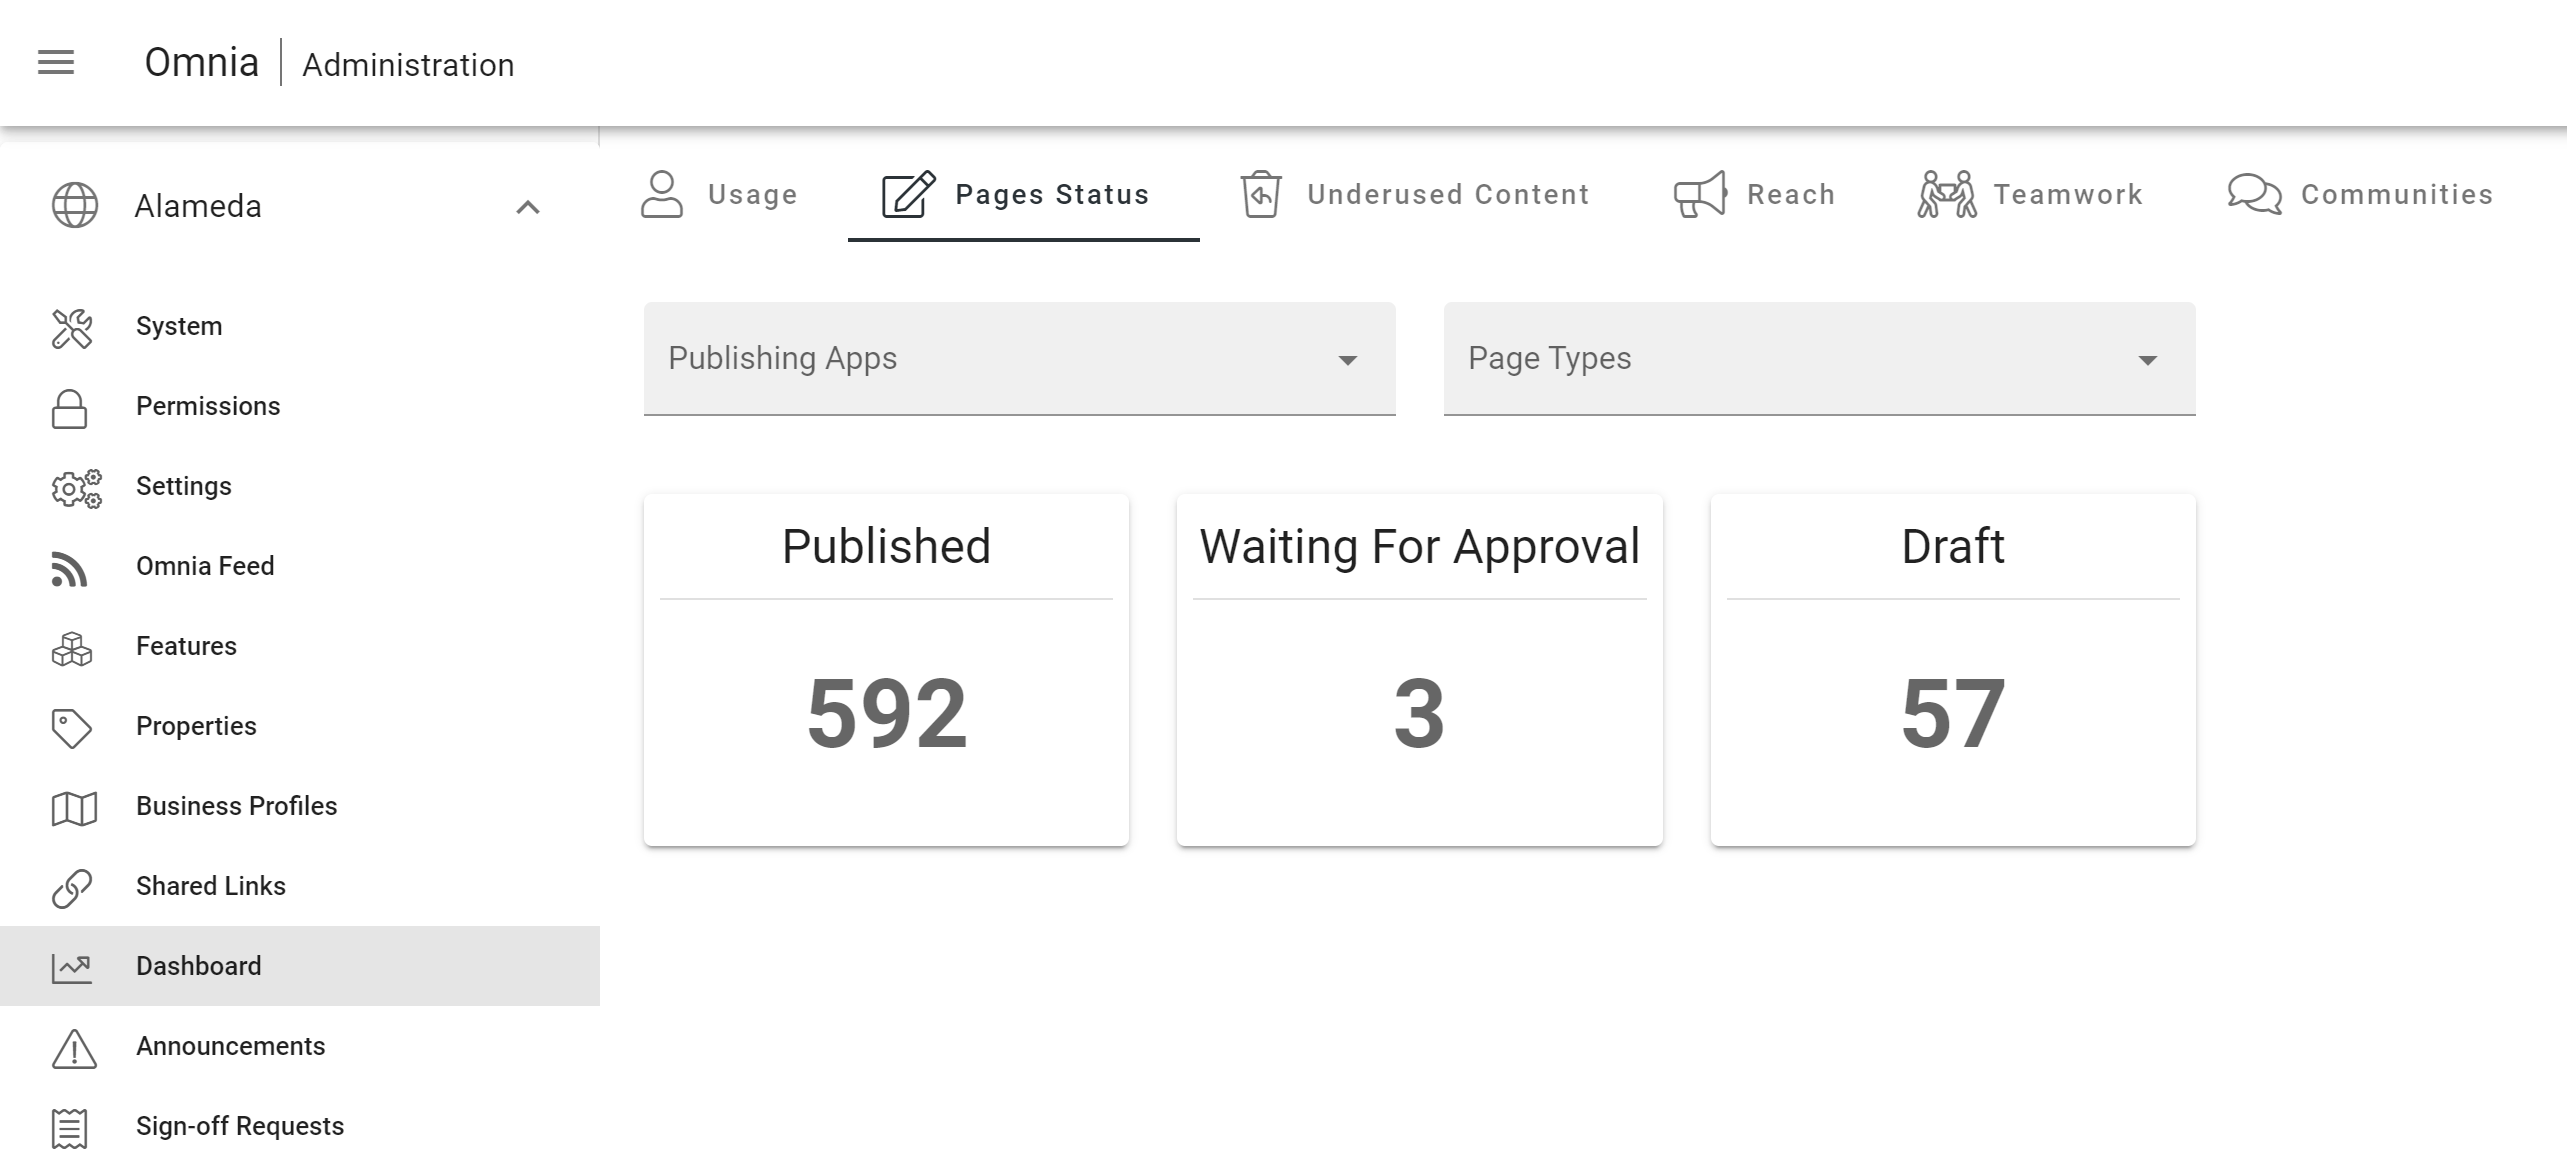 Omnia
Administration
Alameda
System
Permissions
Settings
Omnia Feed
Features
Properties
Business Profiles
Shared Links
Dashboard
Announcements
Sign-off Requests
Usage
Pages Status
Underused Content
Reach
Teamwork
Communities
Publishing Apps
Page Types
Published
592
Waiting For Approval
3
Draft
57